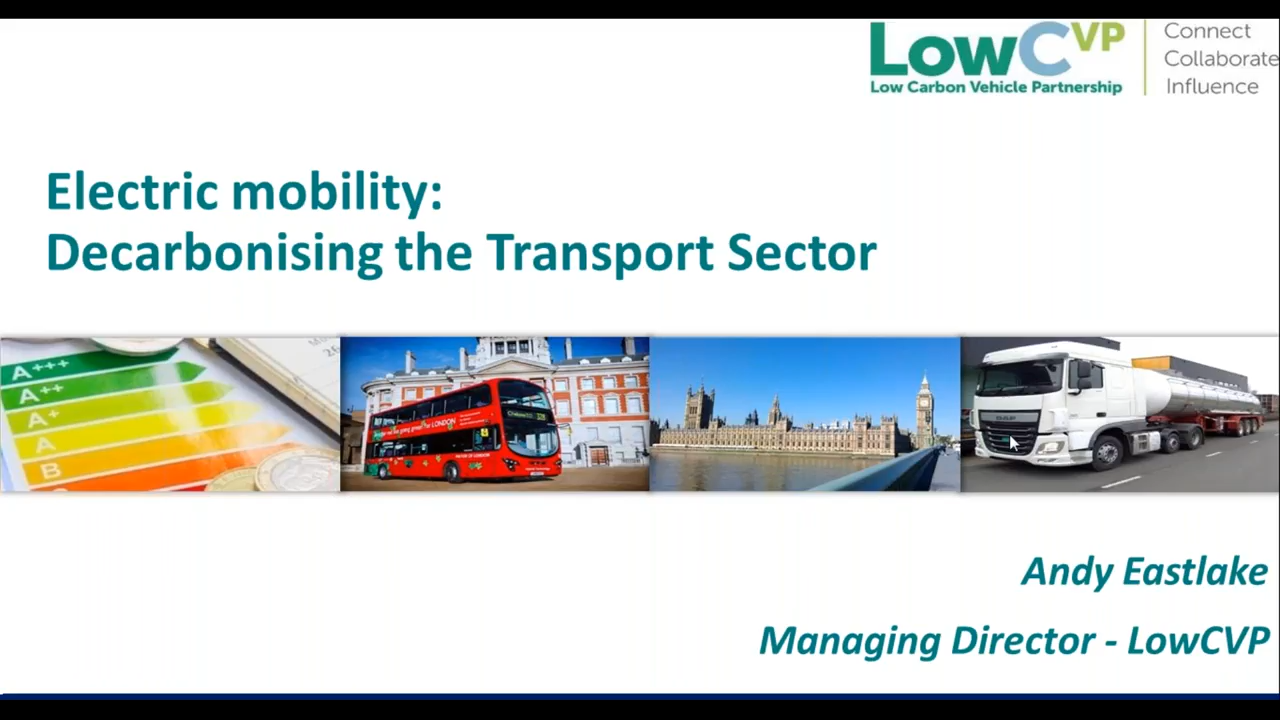 LowCVP
Low Carbon Vehicle Partnership
Connect
Collaborate
Influence
Electric mobility:
Decarbonising the Transport Sector
A+++
A++
A+
A
B
DAF
Andy Eastlake
Managing Director - LowCVP